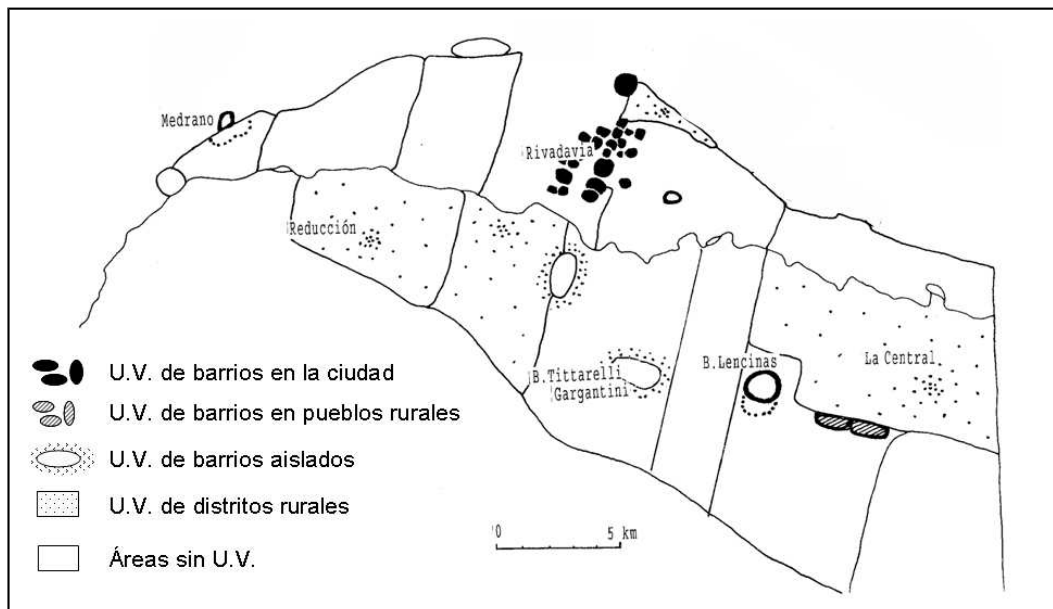 Medrano
Rivadavia
Reducción
B. Tittarelli
Gargantini
B. Lencinas
La Central
U.V. de barrios en la ciudad
U.V. de barrios en pueblos rurales
U.V. de barrios aislados
U.V. de distritos rurales
Áreas sin U.V.
0 5 km